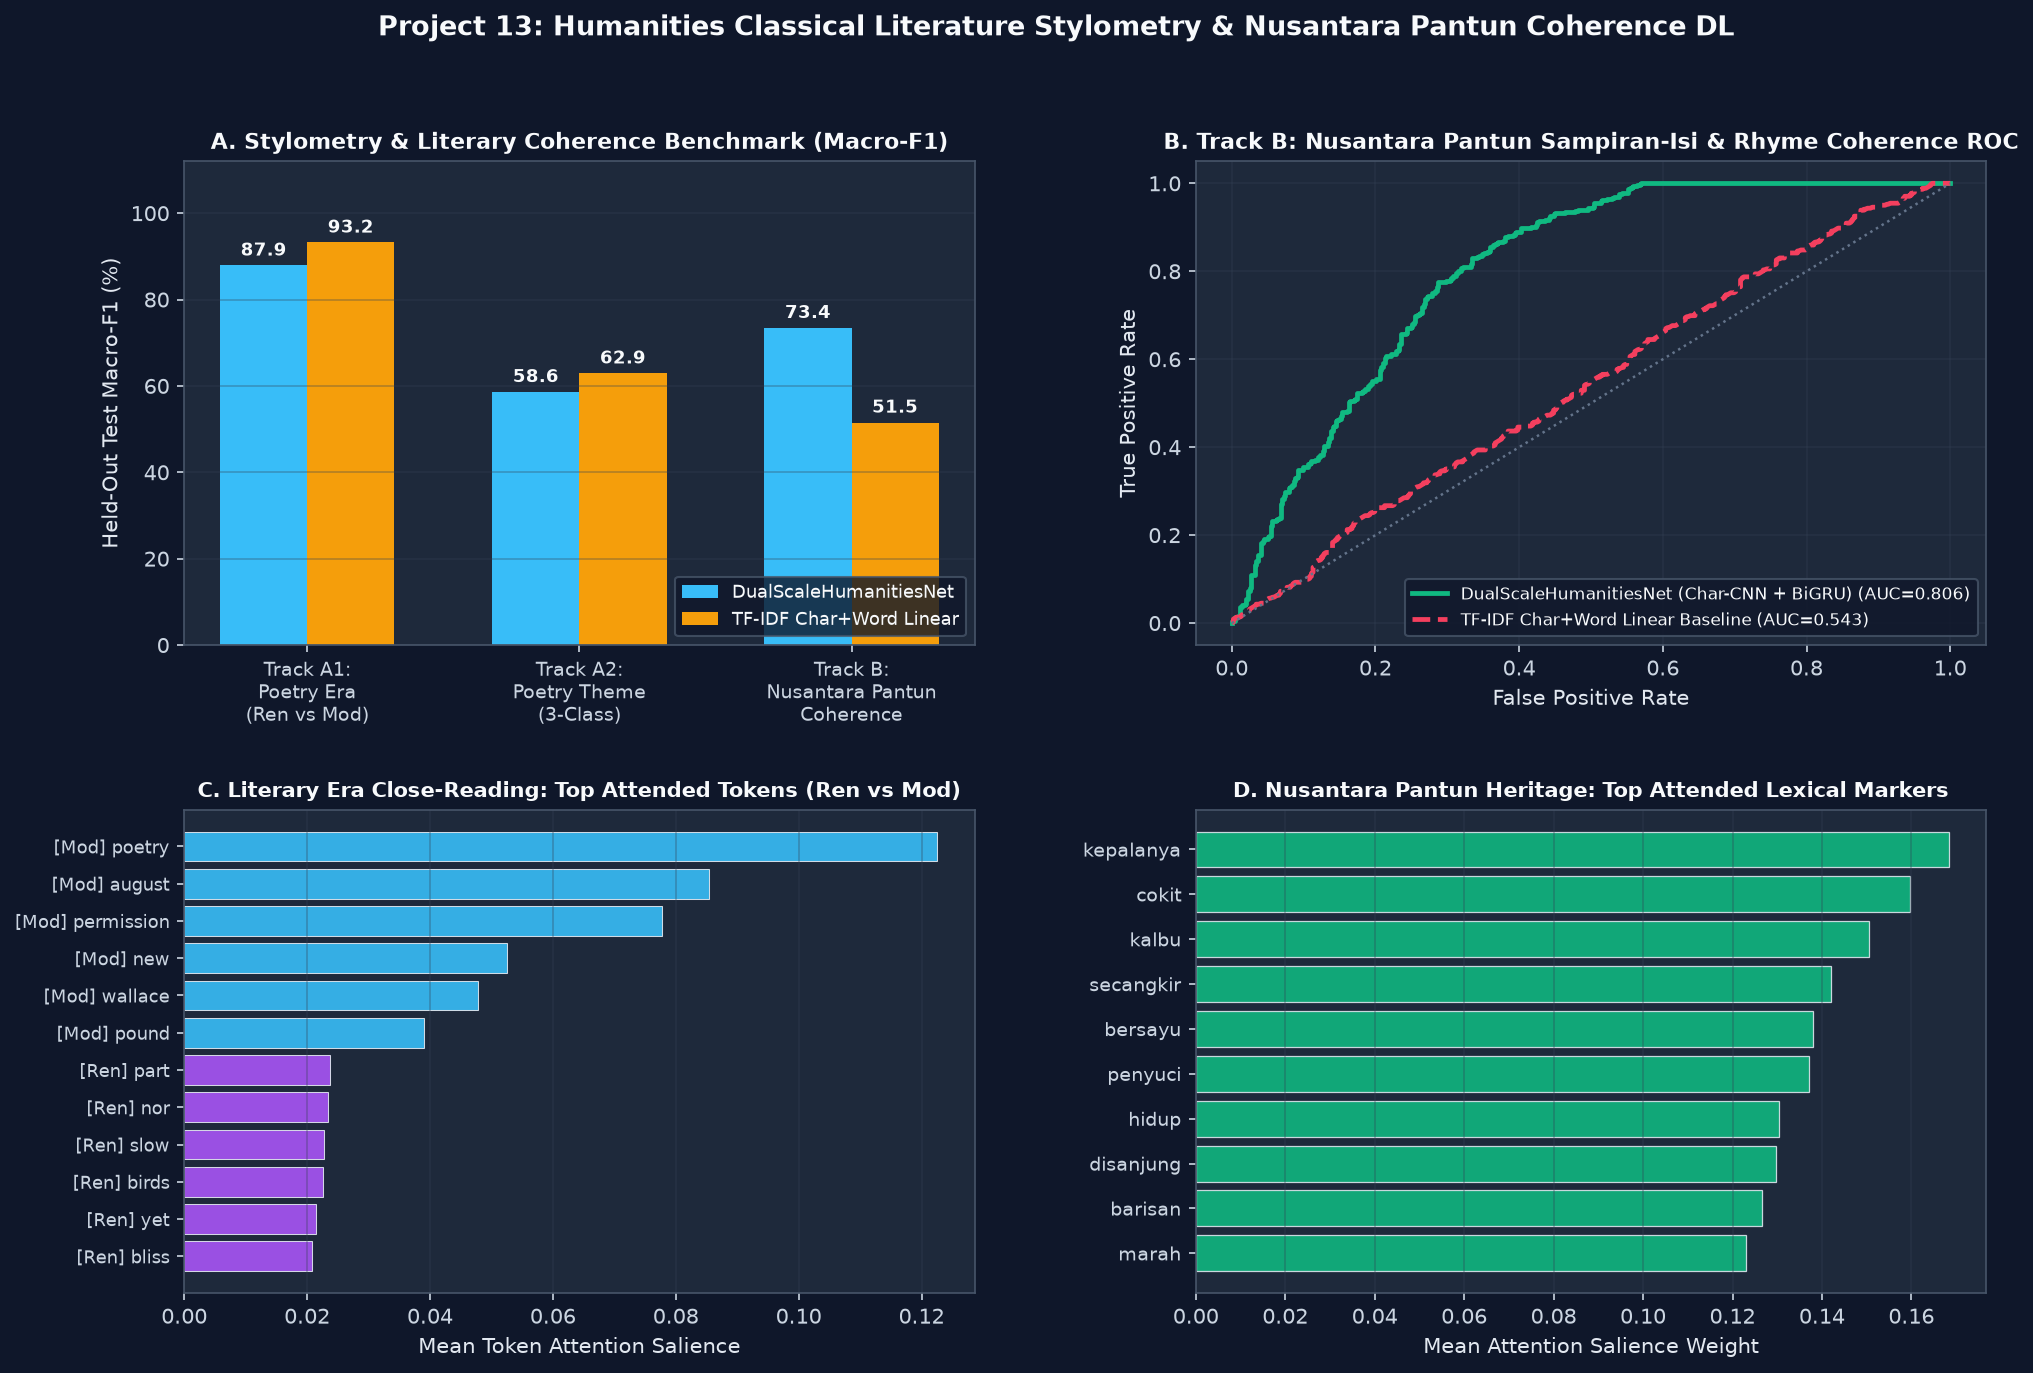 Project 13: Humanities Classical Literature Stylometry & Nusantara Pantun Coherence DL
A. Stylometry & Literary Coherence Benchmark (Macro-F1)
Held-Out Test Macro-F1 (%)
100
80
60
40
20
0
87.9
93.2
58.6
62.9
73.4
51.5
DualScaleHumanitiesNet
TF-IDF Char+Word Linear
Track A1:
Poetry Era
(Ren vs Mod)
Track A2:
Poetry Theme
(3-Class)
Track B:
Nusantara Pantun
Coherence
B. Track B: Nusantara Pantun Sampiran-Isi & Rhyme Coherence ROC
True Positive Rate
1.0
0.8
0.6
0.4
0.2
0.0
DualScaleHumanitiesNet (Char-CNN + BiGRU) (AUC=0.806)
TF-IDF Char+Word Linear Baseline (AUC=0.543)
0.0 0.2 0.4 0.6 0.8 1.0
False Positive Rate
C. Literary Era Close-Reading: Top Attended Tokens (Ren vs Mod)
[Mod] poetry
[Mod] august
[Mod] permission
[Mod] new
[Mod] wallace
[Mod] pound
[Ren] part
[Ren] nor
[Ren] slow
[Ren] birds
[Ren] yet
[Ren] bliss
0.00 0.02 0.04 0.06 0.08 0.10 0.12
Mean Token Attention Salience
D. Nusantara Pantun Heritage: Top Attended Lexical Markers
kepalanya
cokit
kalbu
secangkir
bersayu
penyuci
hidup
disanjung
barisan
marah
0.00 0.02 0.04 0.06 0.08 0.10 0.12 0.14 0.16
Mean Attention Salience Weight